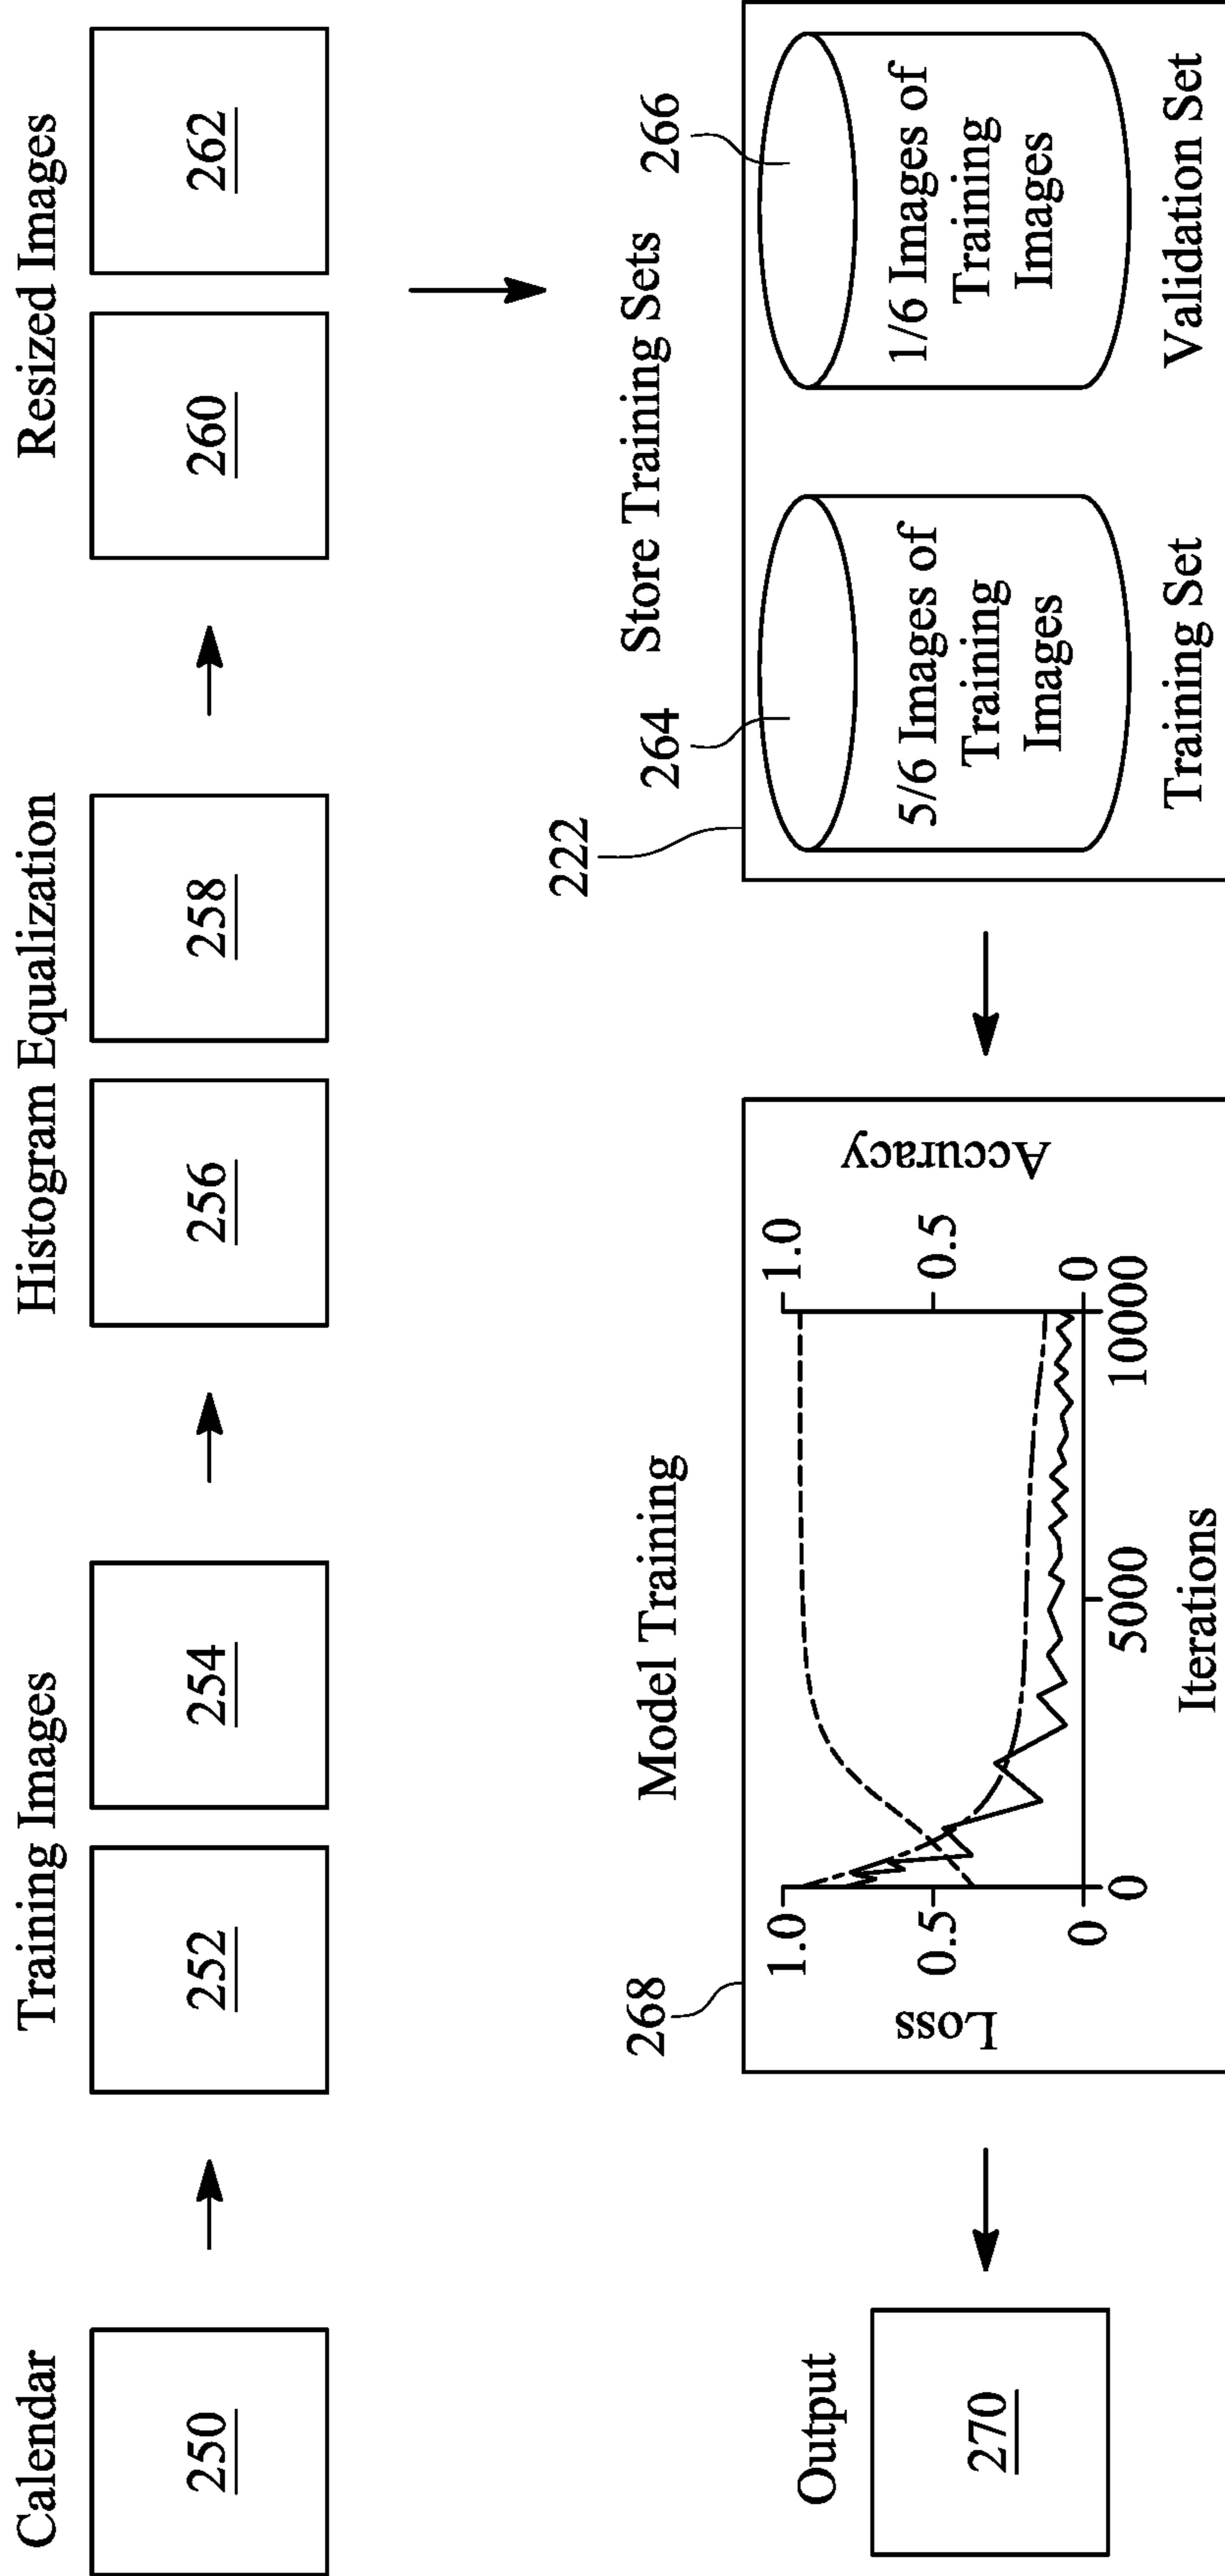 Calendar
250
Training Images
252
254
Histogram Equalization
256
258
Resized Images
260
262
Store Training Sets
222
264
266
5/6 Images of
Training
Images
Training Set
1/6 Images of
Training
Images
Validation Set
Model Training
268
Loss
1.0
0.5
0
Accuracy
1.0
0.5
0
0
5000
10000
Iterations
Output
270